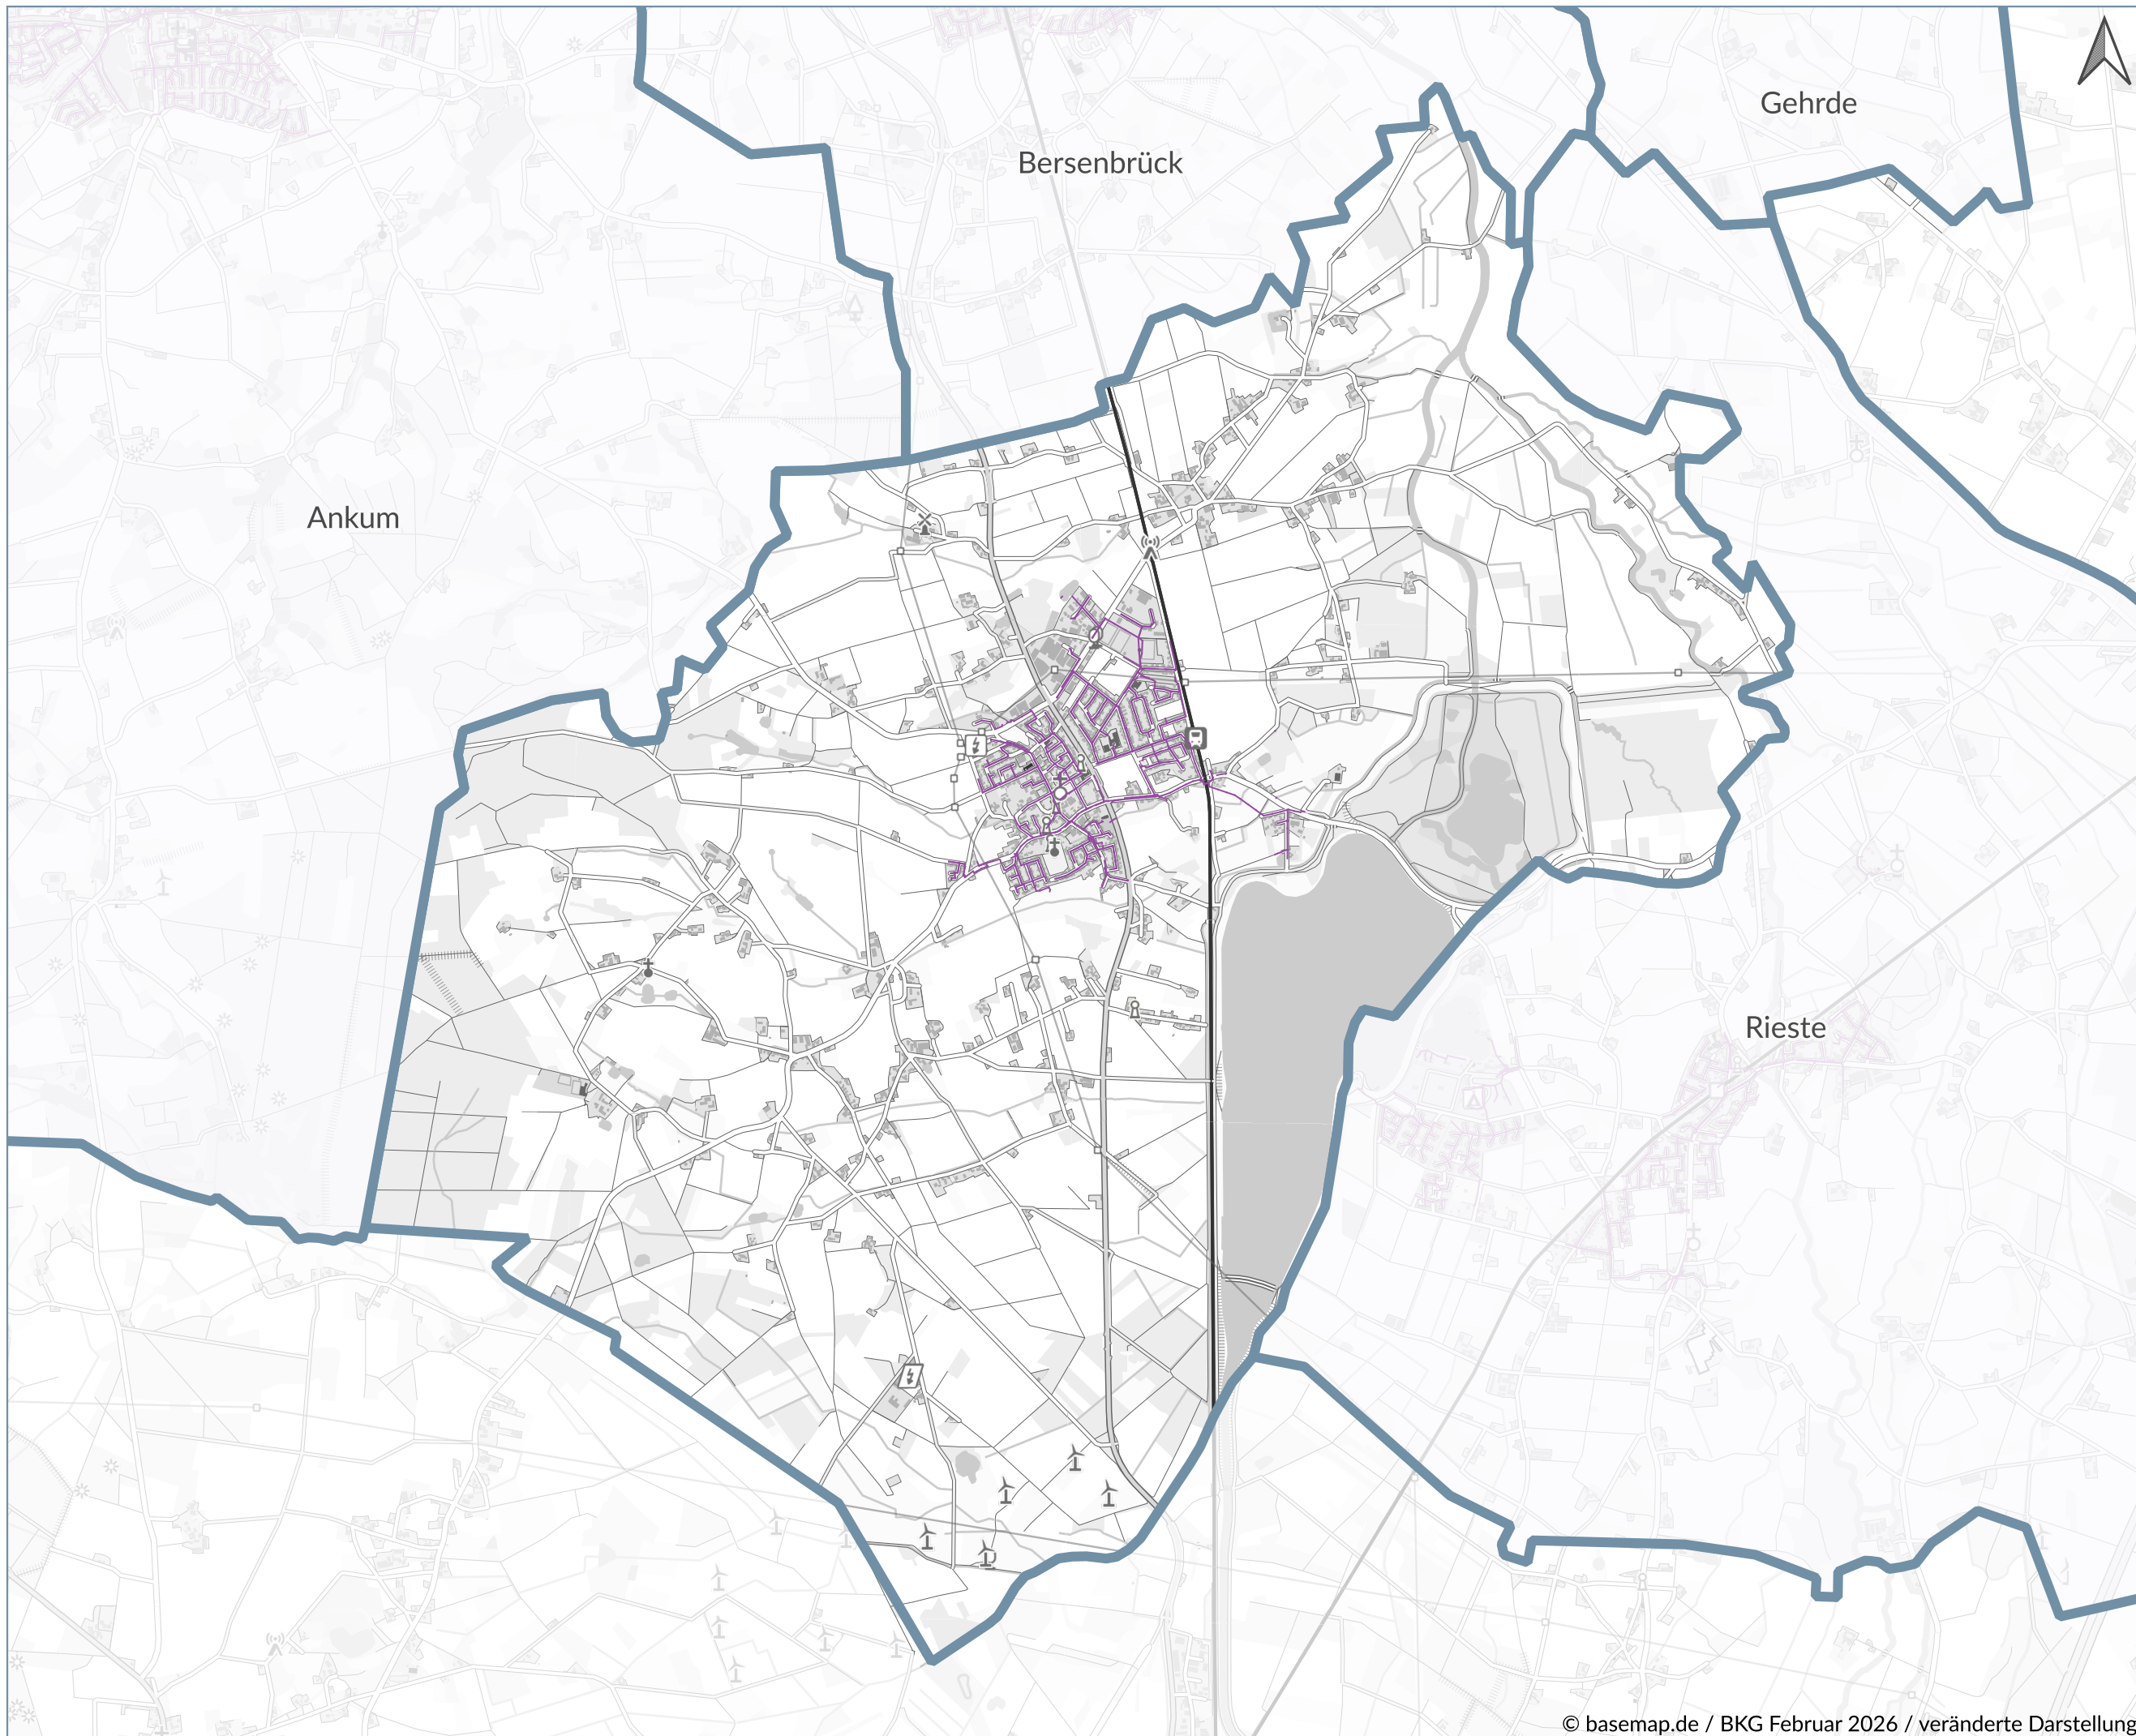 Gehrde
Bersenbrück
Ankum
Rieste
© basemap.de / BKG Februar 2026 / veränderte Darstellung